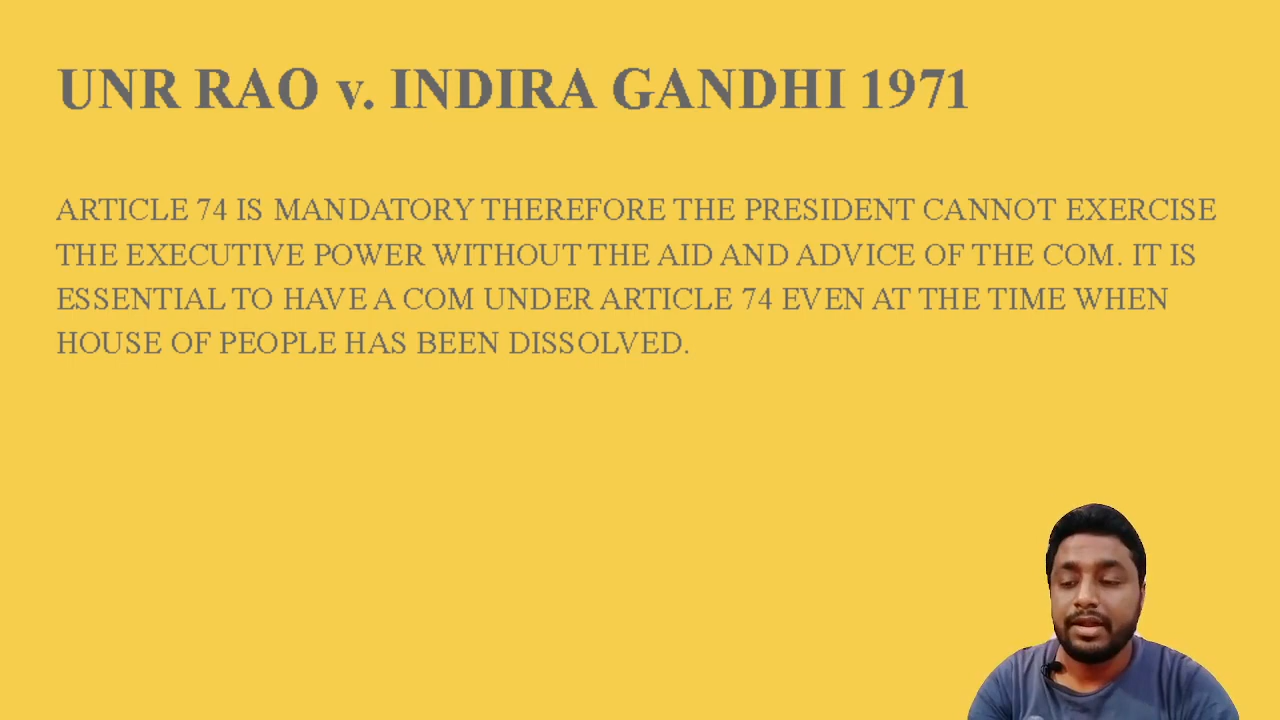 UNR RAO v. INDIRA GANDHI 1971
ARTICLE 74 IS MANDATORY THEREFORE THE PRESIDENT CANNOT EXERCISE
THE EXECUTIVE POWER WITHOUT THE AID AND ADVICE OF THE COM. IT IS
ESSENTIAL TO HAVE A COM UNDER ARTICLE 74 EVEN AT THE TIME WHEN
HOUSE OF PEOPLE HAS BEEN DISSOLVED.